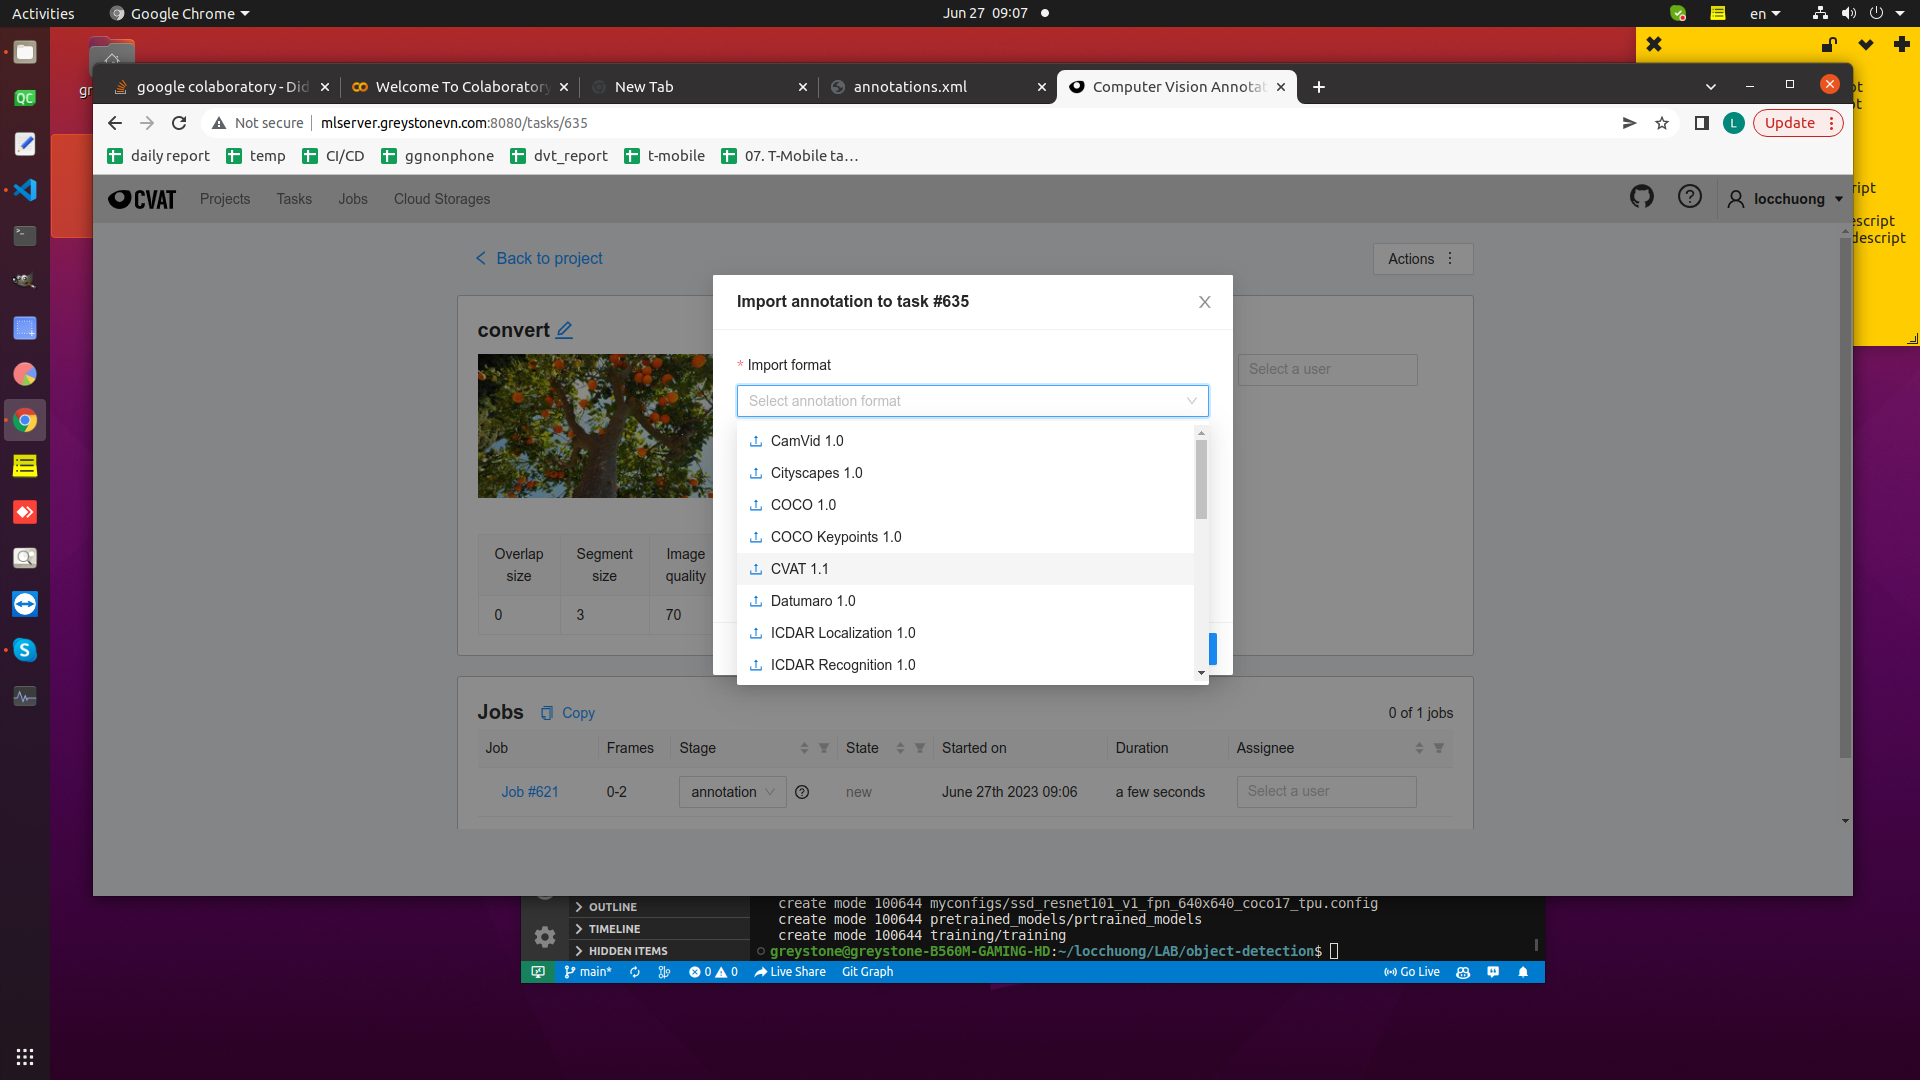 Activities
Google Chrome
Jun 27 09:07
en
google colaboratory - Did
Welcome To Colaboratory
New Tab
annotations.xml
Computer Vision Annotat
Not secure
mlserver.greystonevn.com:8080/tasks/635
L
Update
daily report
temp
CI/CD
ggnonphone
dvt_report
t-mobile
07. T-Mobile ta…
CVAT
Projects
Tasks
Jobs
Cloud Storages
locchuong
Back to project
Actions
convert
Import annotation to task #635
* Import format
Select annotation format
CamVid 1.0
Cityscapes 1.0
COCO 1.0
COCO Keypoints 1.0
CVAT 1.1
Datumaro 1.0
ICDAR Localization 1.0
ICDAR Recognition 1.0
Select a user
Overlap size
Segment size
Image quality
0
3
70
Jobs
Copy
0 of 1 jobs
Job
Frames
Stage
State
Started on
Duration
Assignee
Job #621
0-2
annotation
new
June 27th 2023 09:06
a few seconds
Select a user
OUTLINE
TIMELINE
HIDDEN ITEMS
create mode 100644 myconfigs/ssd_resnet101_v1_fpn_640x640_coco17_tpu.config
create mode 100644 pretrained_models/prtrained_models
create mode 100644 training/training
greystone@greystone-B560M-GAMING-HD:~/locchuong/LAB/object-detection$
main*
0
0
Live Share
Git Graph
Go Live